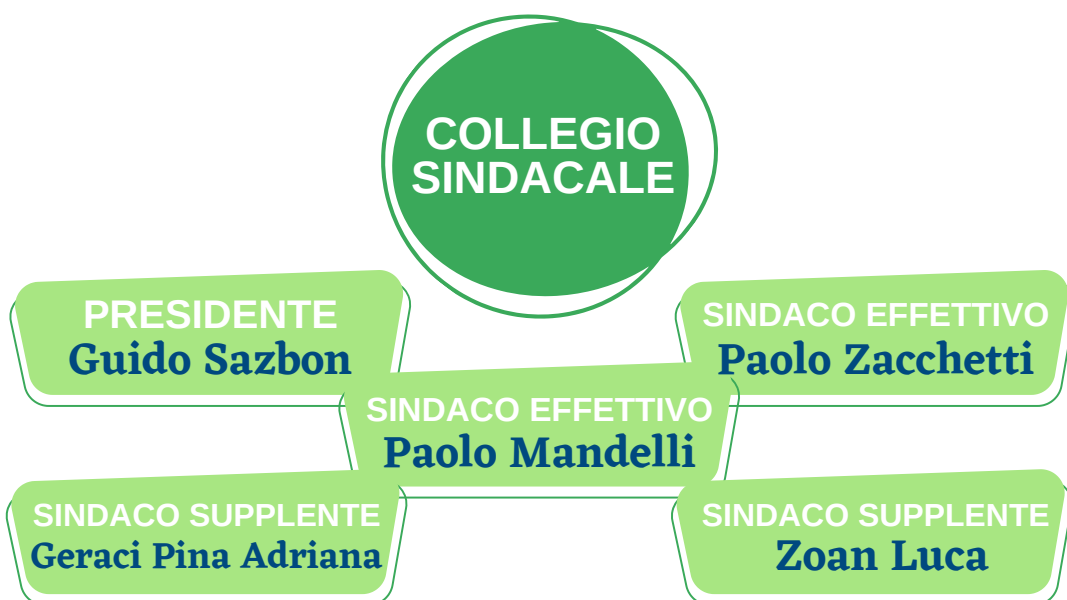 COLLEGIO
SINDACALE
PRESIDENTE
Guido Sazbon
SINDACO EFFETTIVO
Paolo Zacchetti
SINDACO EFFETTIVO
Paolo Mandelli
SINDACO SUPPLENTE
Geraci Pina Adriana
SINDACO SUPPLENTE
Zoan Luca